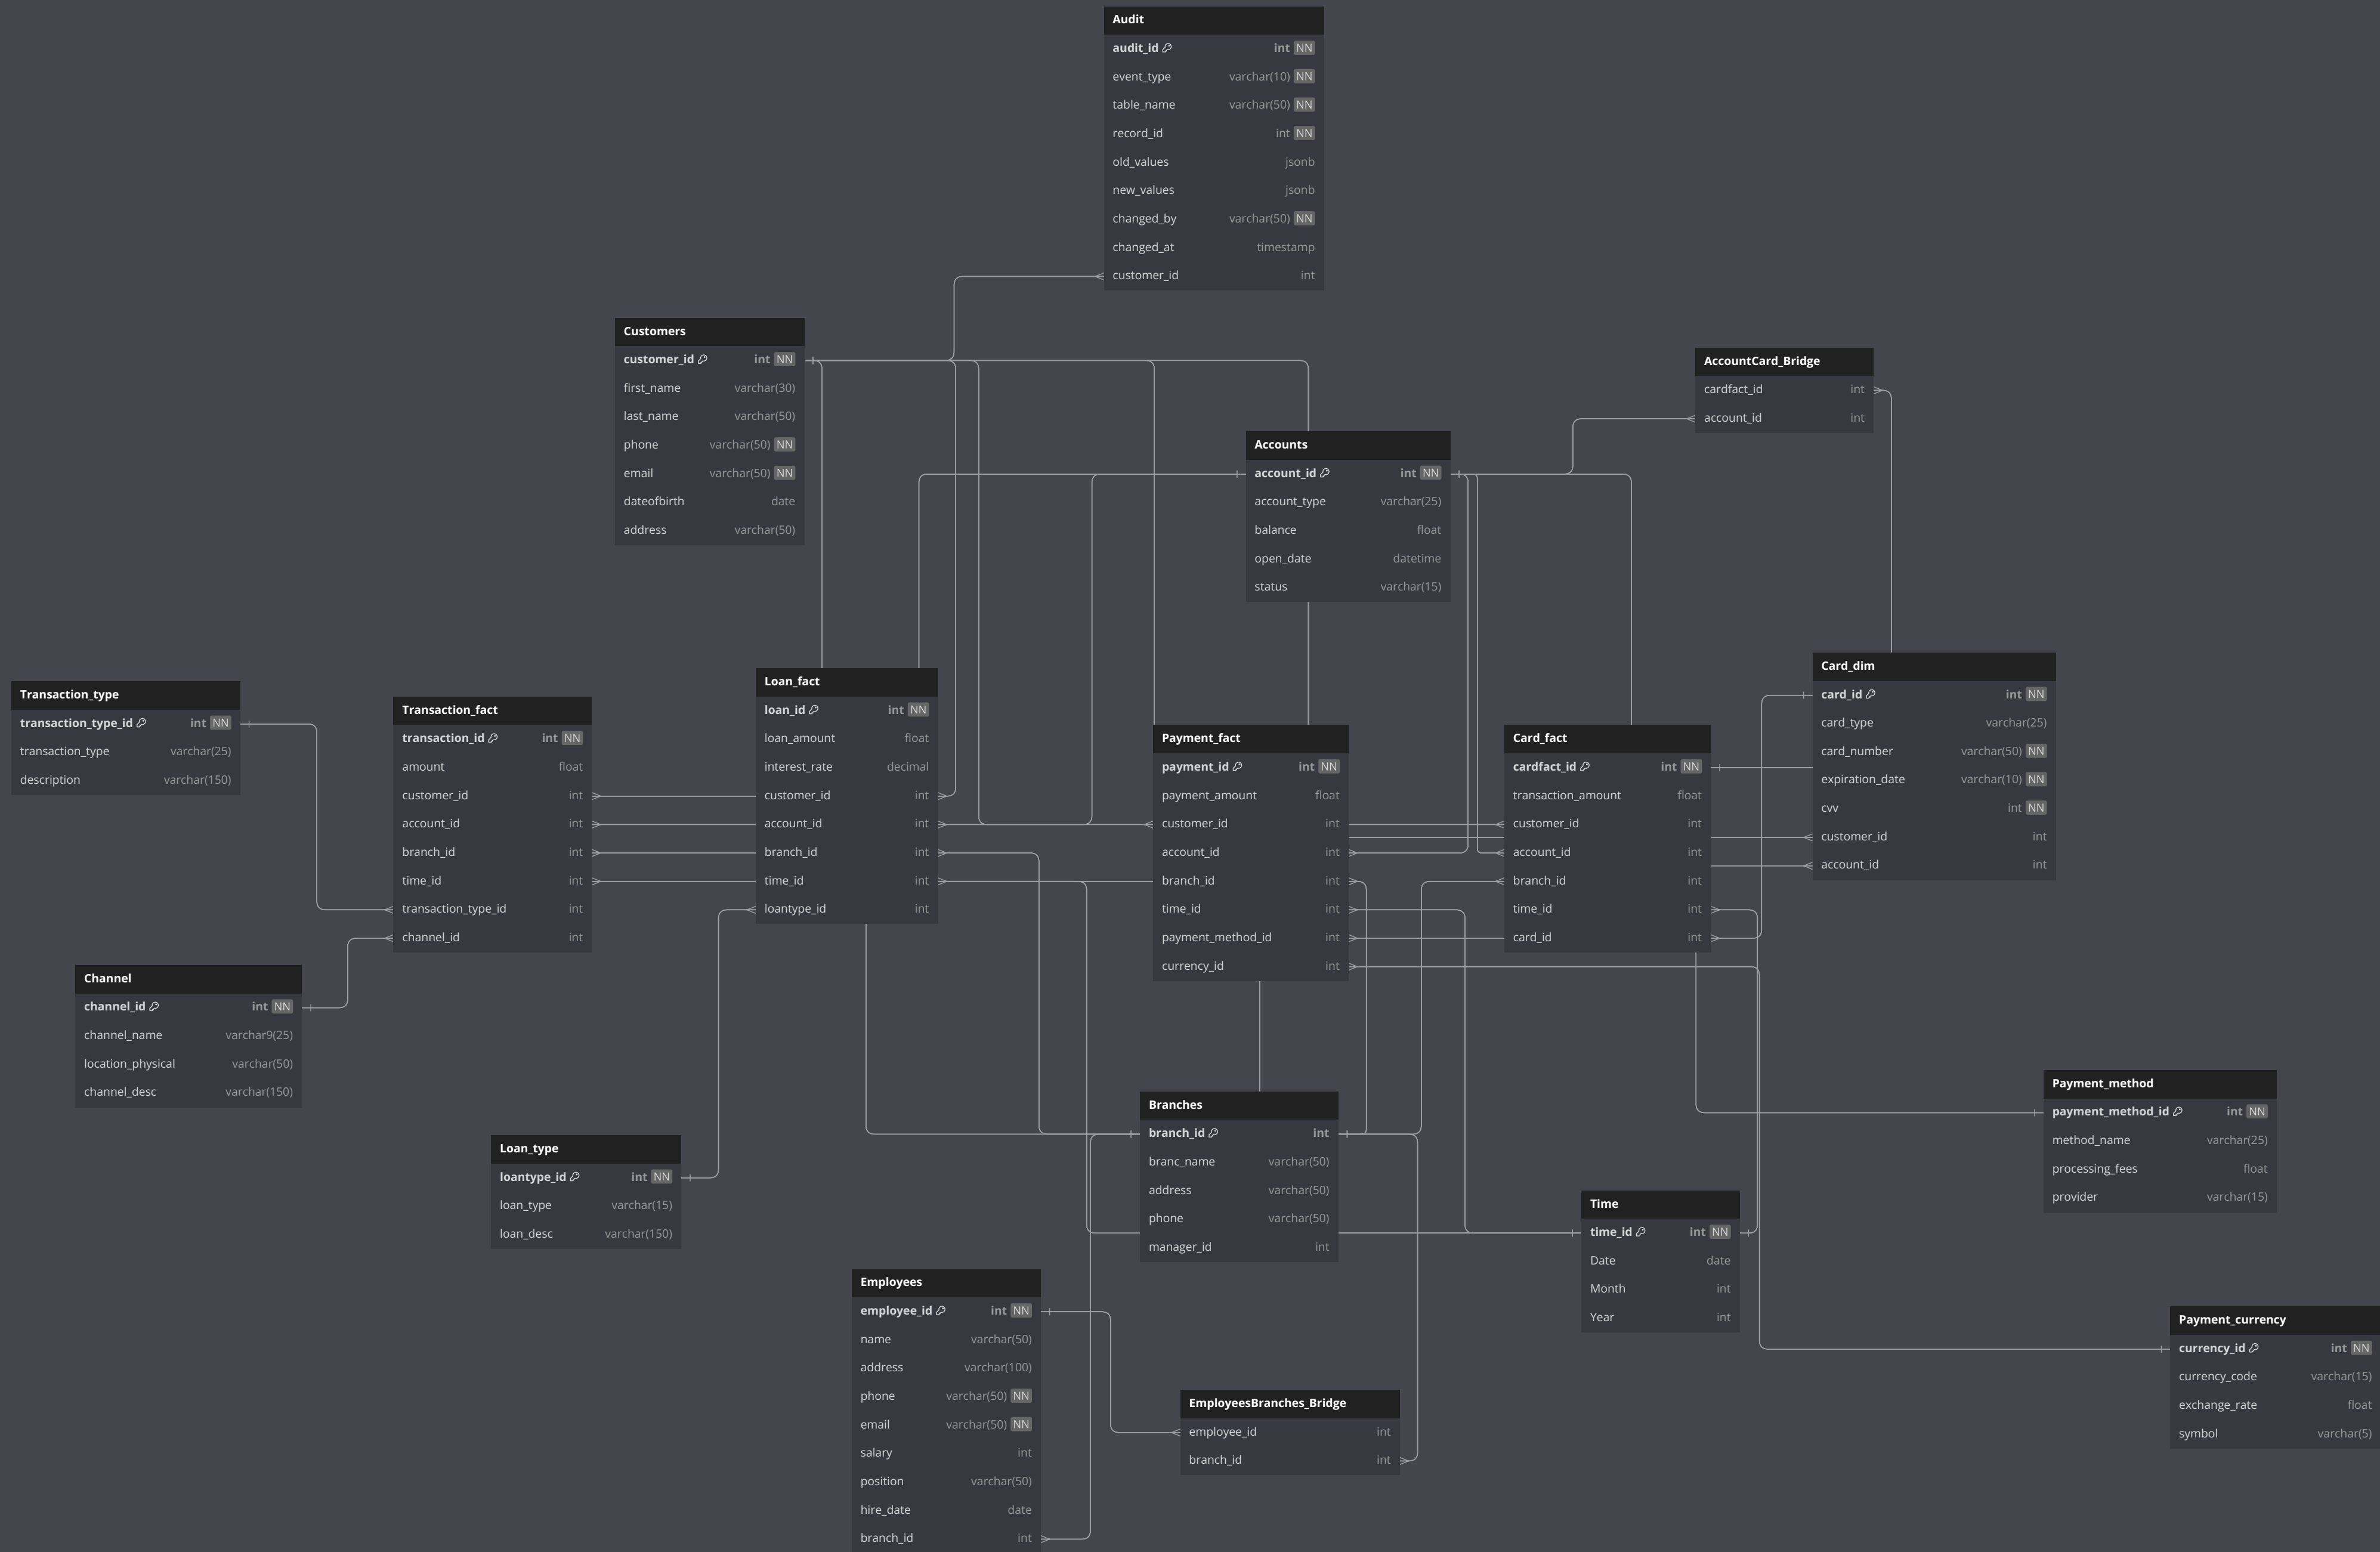 Audit
audit_id int NN
event_type varchar(10) NN
table_name varchar(50) NN
record_id int NN
old_values jsonb
new_values jsonb
changed_by varchar(50) NN
changed_at timestamp
customer_id int
Customers
customer_id int NN
first_name varchar(30)
last_name varchar(50)
phone varchar(50) NN
email varchar(50) NN
dateofbirth date
address varchar(50)
AccountCard_Bridge
cardfact_id int
account_id int
Accounts
account_id int NN
account_type varchar(25)
balance float
open_date datetime
status varchar(15)
Transaction_type
transaction_type_id int NN
transaction_type varchar(25)
description varchar(150)
Transaction_fact
transaction_id int NN
amount float
customer_id int
account_id int
branch_id int
time_id int
transaction_type_id int
channel_id int
Loan_fact
loan_id int NN
loan_amount float
interest_rate decimal
customer_id int
account_id int
branch_id int
time_id int
loantype_id int
Payment_fact
payment_id int NN
payment_amount float
customer_id int
account_id int
branch_id int
time_id int
payment_method_id int
currency_id int
Card_fact
cardfact_id int NN
transaction_amount float
customer_id int
account_id int
branch_id int
time_id int
card_id int
Card_dim
card_id int NN
card_type varchar(25)
card_number varchar(50) NN
expiration_date varchar(10) NN
cvv int NN
customer_id int
account_id int
Channel
channel_id int NN
channel_name varchar9(25)
location_physical varchar(50)
channel_desc varchar(150)
Loan_type
loantype_id int NN
loan_type varchar(15)
loan_desc varchar(150)
Branches
branch_id int
branc_name varchar(50)
address varchar(50)
phone varchar(50)
manager_id int
Payment_method
payment_method_id int NN
method_name varchar(25)
processing_fees float
provider varchar(15)
Time
time_id int NN
Date date
Month int
Year int
Employees
employee_id int NN
name varchar(50)
address varchar(100)
phone varchar(50) NN
email varchar(50) NN
salary int
position varchar(50)
hire_date date
branch_id int
EmployeesBranches_Bridge
employee_id int
branch_id int
Payment_currency
currency_id int NN
currency_code varchar(15)
exchange_rate float
symbol varchar(5)